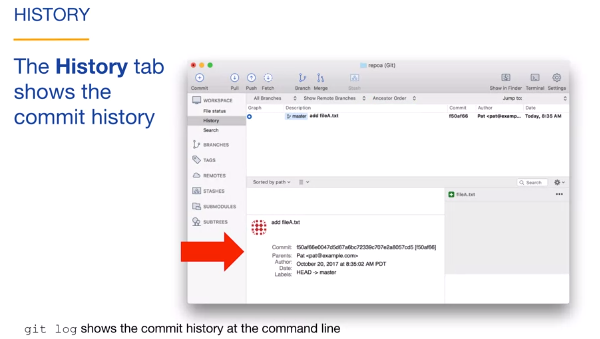 HISTORY
The History tab
shows the
commit history
repoa (Git)
Commit Pull Push Fetch Branch Merge Stash Show in Finder Terminal Settings
WORKSPACE
File status
History
Search
BRANCHES
TAGS
REMOTES
STASHES
SUBMODULES
SUBTREES
All Branches Show Remote Branches Ancestor Order Jump to:
Graph Description Commit Author Date
master add fileA.txt f50af66 Pat <pat@examp... Today, 8:35 AM
Sorted by path Search
fileA.txt
add fileA.txt
Commit:
Parents: Pat <pat@example.com>
Author: October 20, 2017 at 8:35:02 AM PDT
Date: HEAD -> master
Labels:
git log shows the commit history at the command line